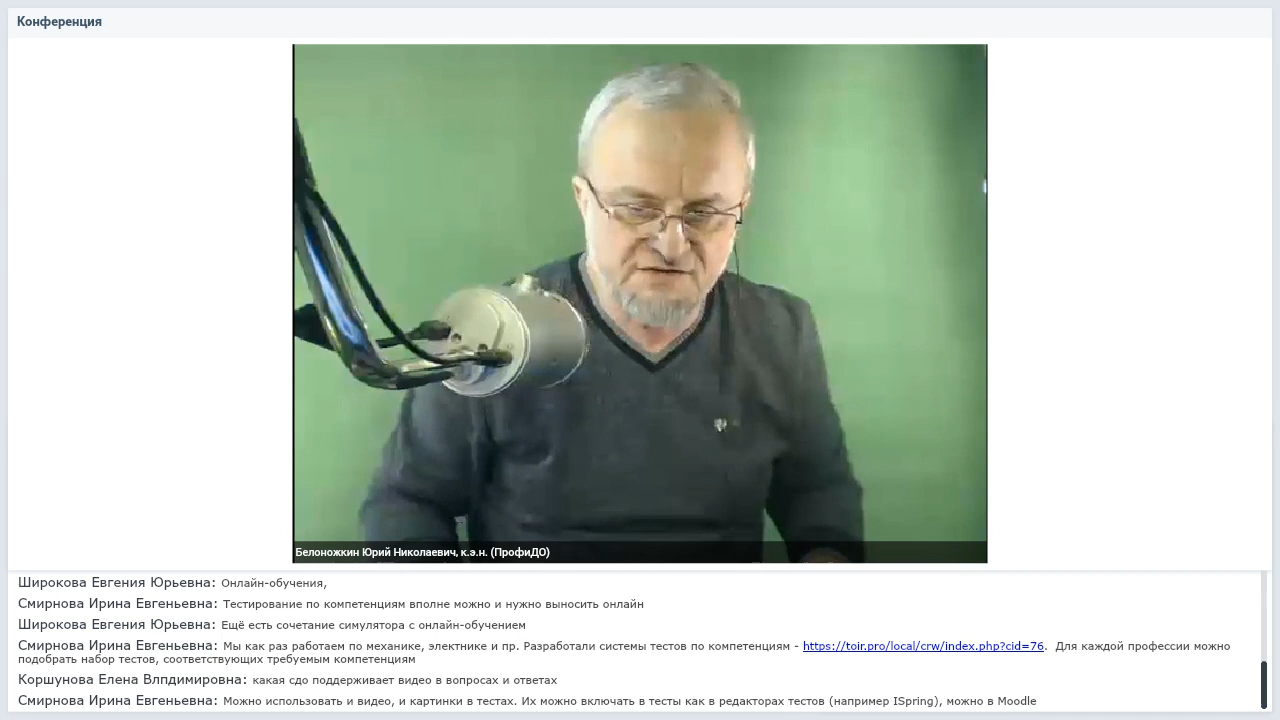 Конференция
Белоножкин Юрий Николаевич, к.э.н. (ПрофиДО)
Широкова Евгения Юрьевна: Онлайн-обучения,
Смирнова Ирина Евгеньевна: Тестирование по компетенциям вполне можно и нужно выносить онлайн
Широкова Евгения Юрьевна: Ещё есть сочетание симулятора с онлайн-обучением
Смирнова Ирина Евгеньевна: Мы как раз работаем по механике, электнике и пр. Разработали системы тестов по компетенциям - https://toir.pro/local/crw/index.php?cid=76. Для каждой профессии можно
подобрать набор тестов, соответствующих требуемым компетенциям
Коршунова Елена Влпдимировна: какая сдо поддерживает видео в вопросах и ответах
Смирнова Ирина Евгеньевна: Можно использовать и видео, и картинки в тестах. Их можно включать в тесты как в редакторах тестов (например ISpring), можно в Moodle